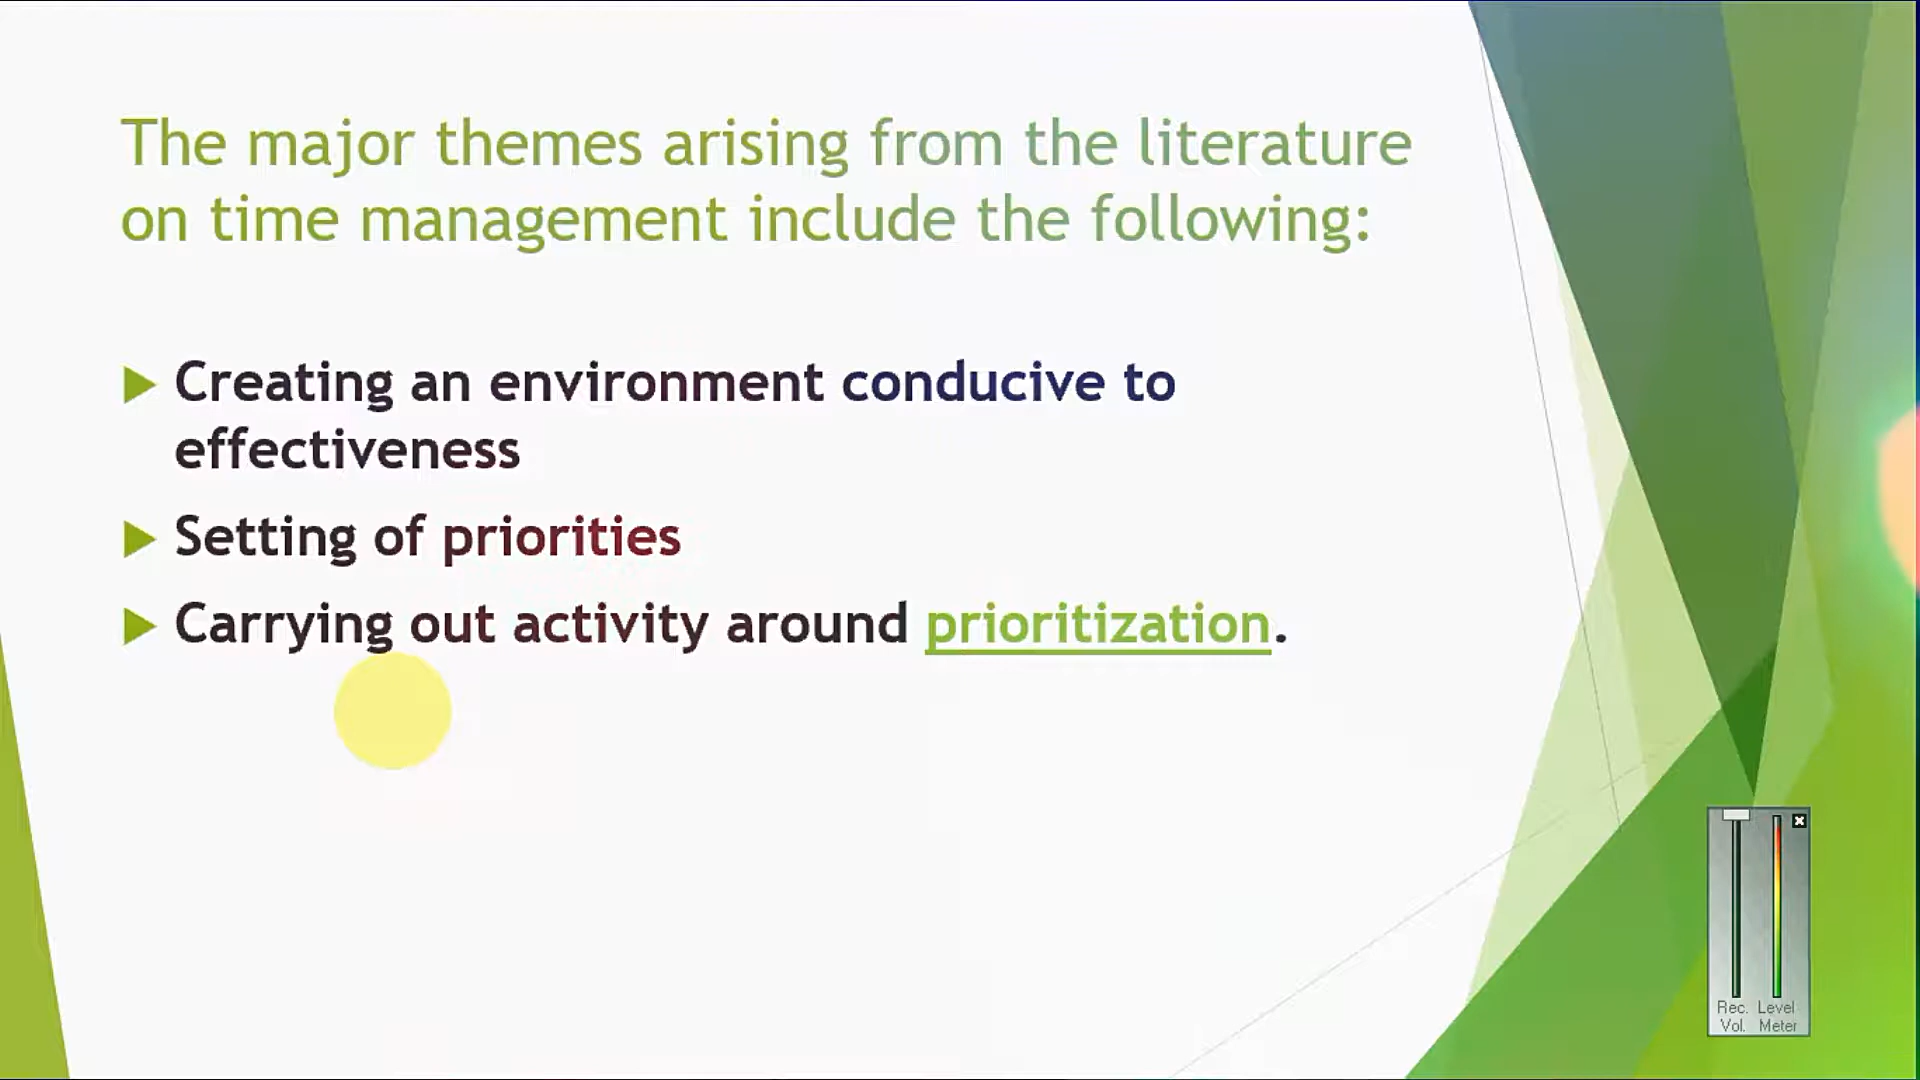 The major themes arising from the literature
on time management include the following:
Creating an environment conducive to
effectiveness
Setting of priorities
Carrying out activity around prioritization.
Rec. Level
Vol. Meter